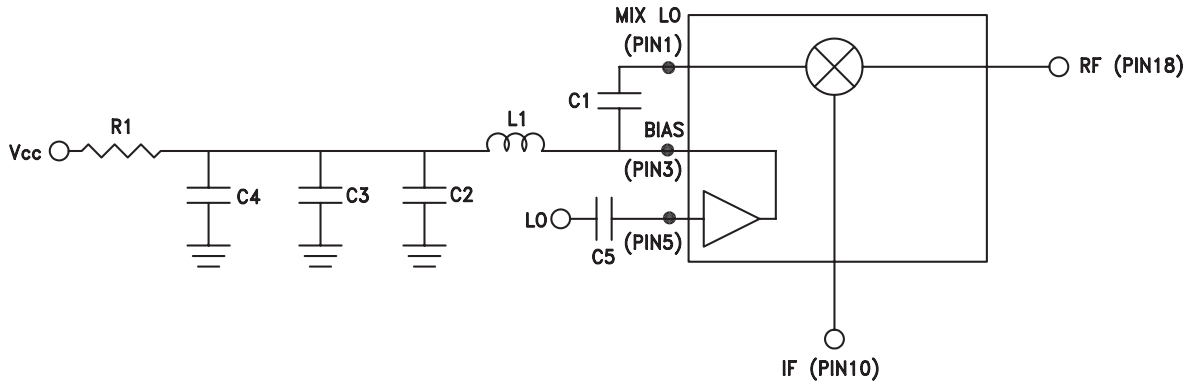 MIX LO
(PIN1)
RF (PIN18)
C1
R1
L1
BIAS
Vcc
(PIN3)
C4
C3
C2
LO
(PIN5)
C5
IF (PIN10)